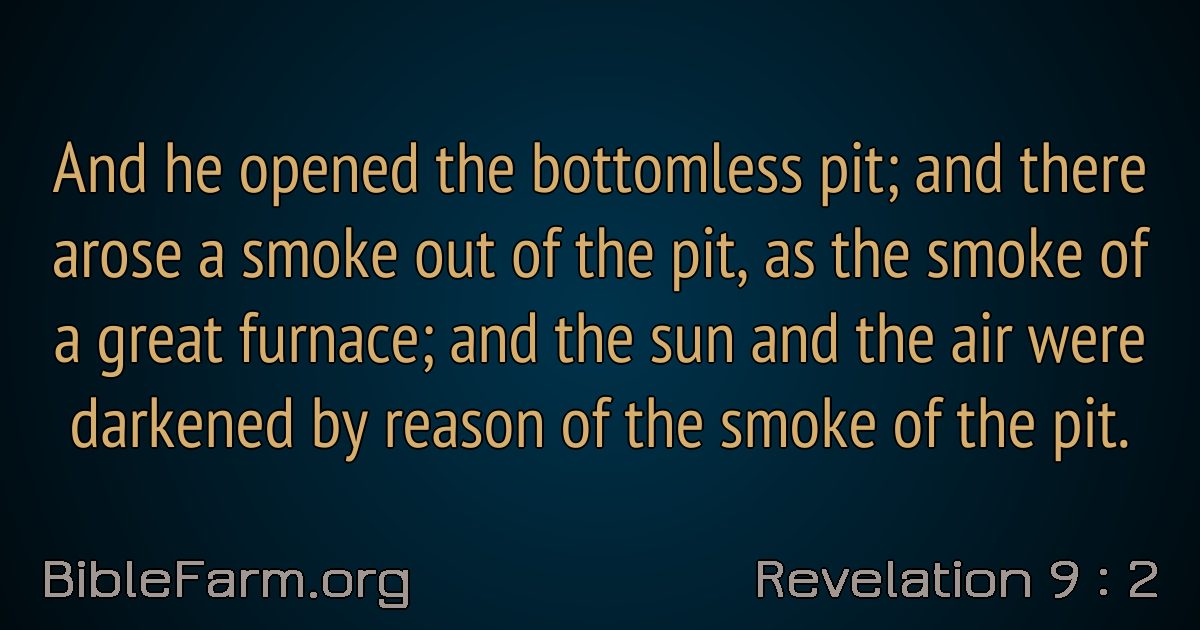 And he opened the bottomless pit; and there
arose a smoke out of the pit, as the smoke of
a great furnace; and the sun and the air were
darkened by reason of the smoke of the pit.
BibleFarm.org
Revelation 9 : 2